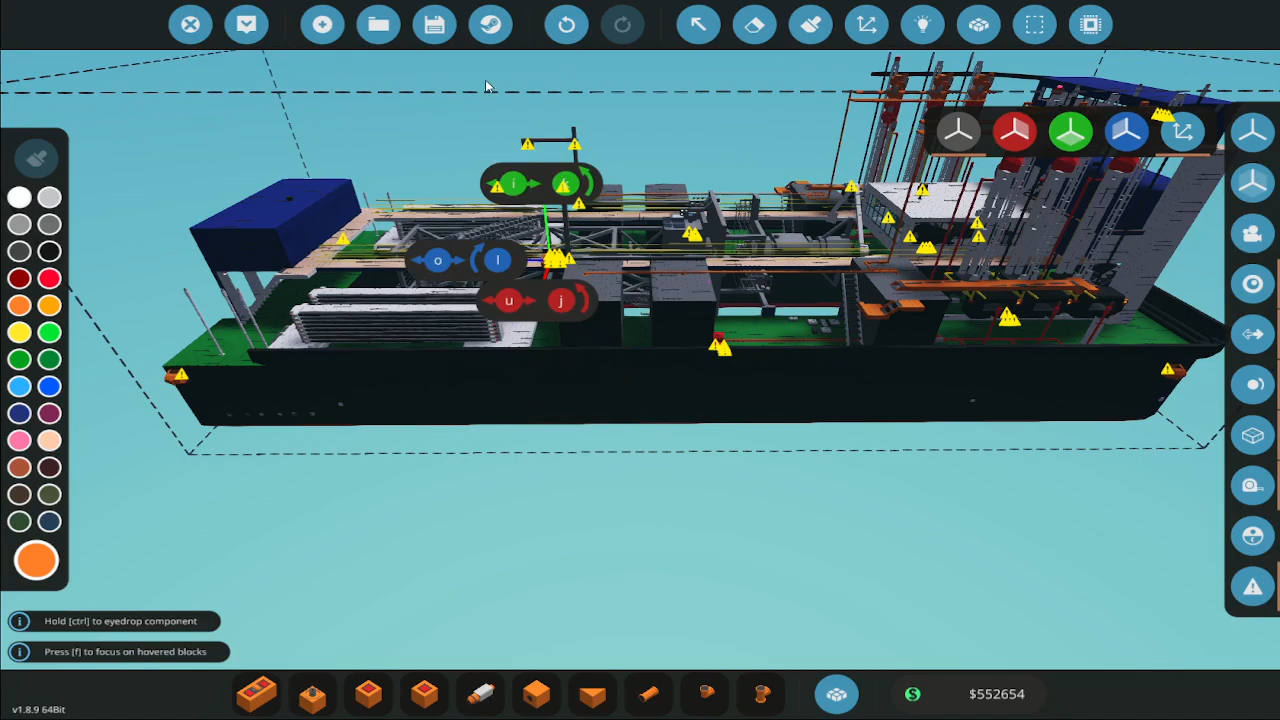 i
k
o
l
u
j
Hold [ctrl] to eyedrop component
Press [f] to focus on hovered blocks
v1.8.9 64Bit
$552654